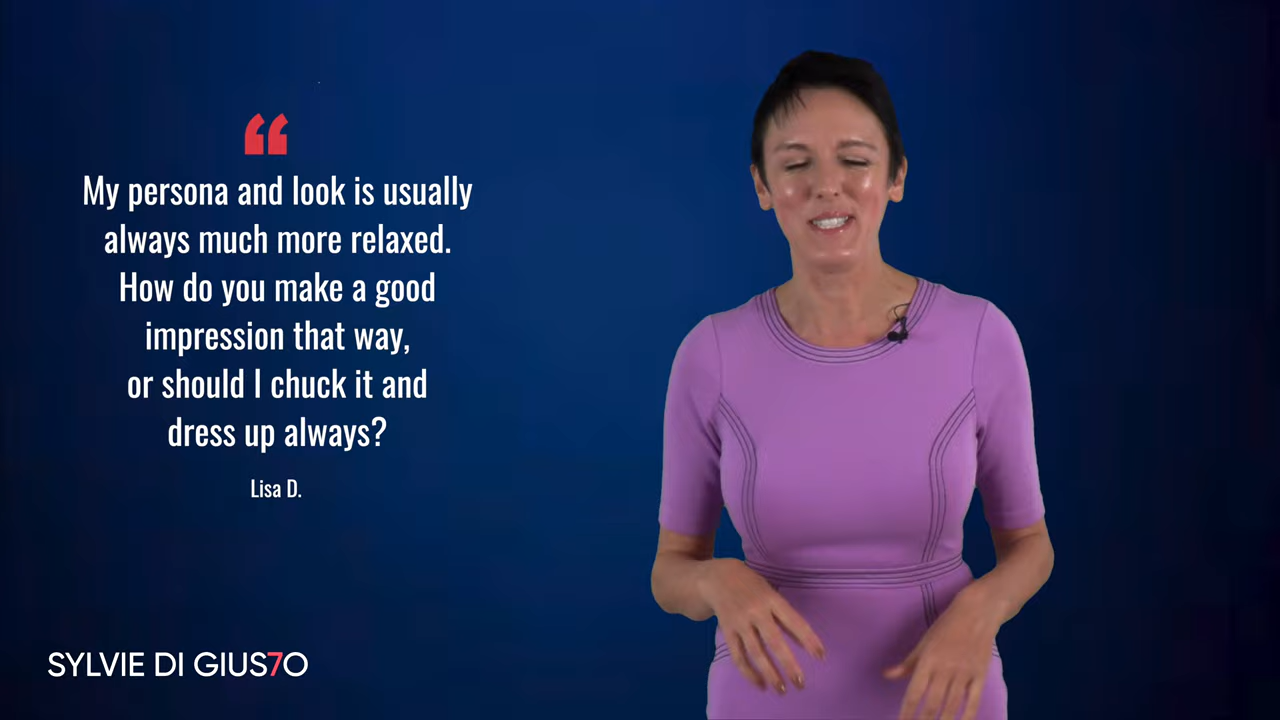 “
My persona and look is usually
always much more relaxed.
How do you make a good
impression that way,
or should I chuck it and
dress up always?
Lisa D.
SYLVIE DI GIUS7O